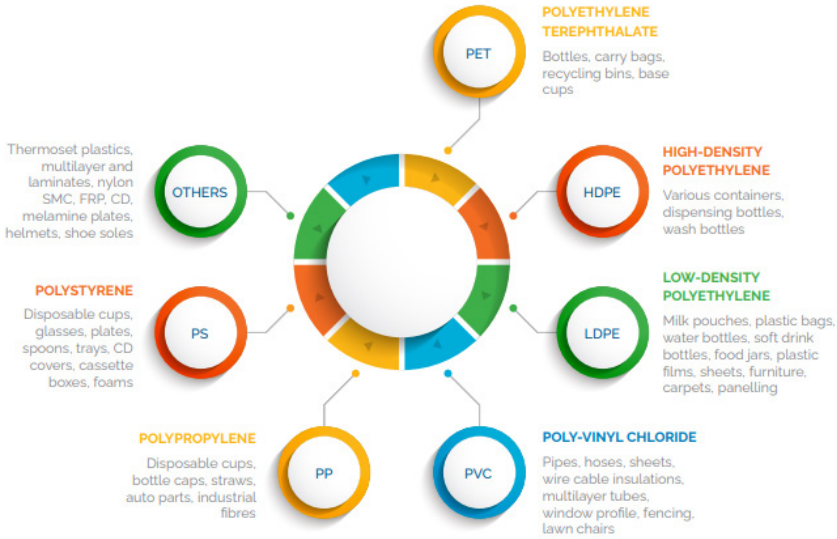 PET
POLYETHYLENE
TEREPHTHALATE
Bottles, carry bags,
recycling bins, base
cups
HDPE
HIGH-DENSITY
POLYETHYLENE
Various containers,
dispensing bottles,
wash bottles
LDPE
LOW-DENSITY
POLYETHYLENE
Milk pouches, plastic bags,
water bottles, soft drink
bottles, food jars, plastic
films, sheets, furniture,
carpets, panelling
PVC
POLY-VINYL CHLORIDE
Pipes, hoses, sheets,
wire cable insulations,
multilayer tubes,
window profile, fencing,
lawn chairs
PP
POLYPROPYLENE
Disposable cups,
bottle caps, straws,
auto parts, industrial
fibres
PS
POLYSTYRENE
Disposable cups,
glasses, plates,
spoons, trays, CD
covers, cassette
boxes, foams
OTHERS
Thermoset plastics,
multilayer and
laminates, nylon
SMC, FRP, CD,
melamine plates,
helmets, shoe soles